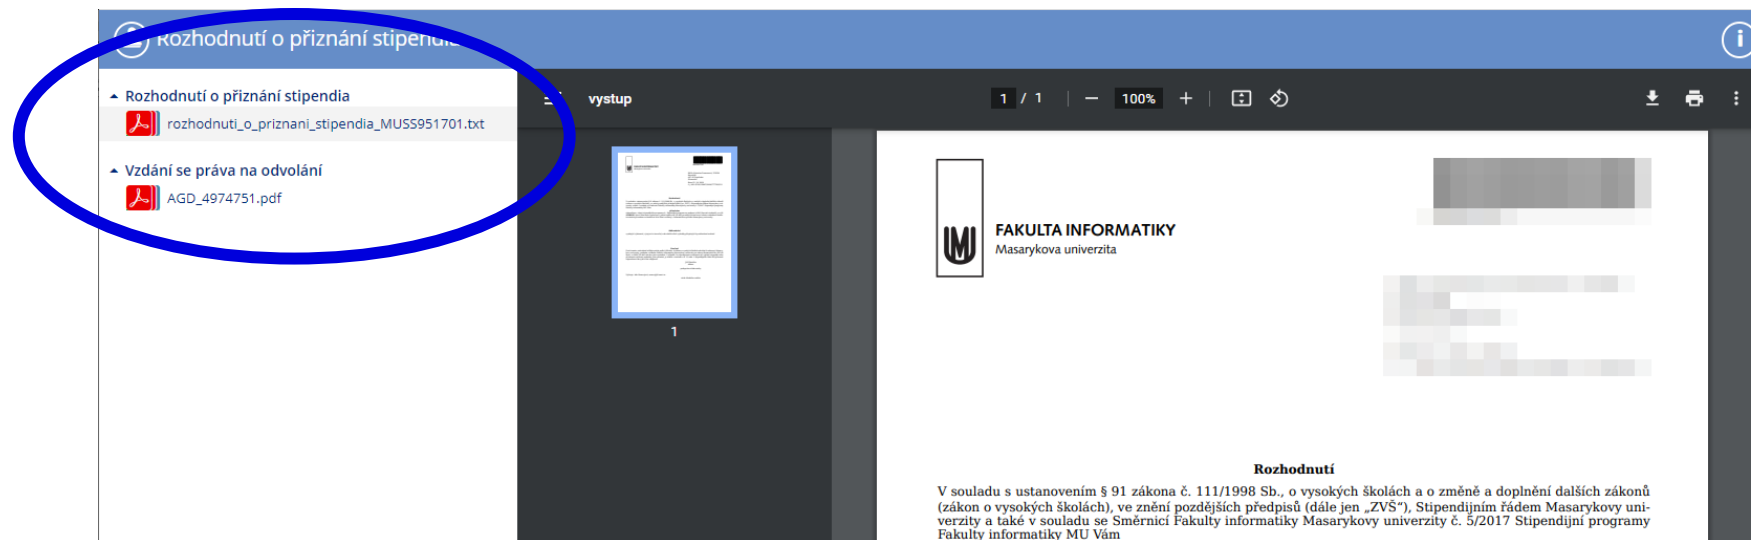 Rozhodnutí o přiznání stipendia
Rozhodnutí o přiznání stipendia
rozhodnuti_o_priznani_stipendia_MUSS951701.txt
Vzdání se práva na odvolání
AGD_4974751.pdf
vystup
1 / 1
100%
1
FAKULTA INFORMATIKY
Masarykova univerzita
Rozhodnutí
V souladu s ustanovením § 91 zákona č. 111/1998 Sb., o vysokých školách a o změně a doplnění dalších zákonů
(zákon o vysokých školách), ve znění pozdějších předpisů (dále jen „ZVŠ“), Stipendijním řádem Masarykovy uni-
verzity a také v souladu se Směrnicí Fakulty informatiky Masarykovy univerzity č. 5/2017 Stipendijní programy
Fakulty informatiky MU Vám